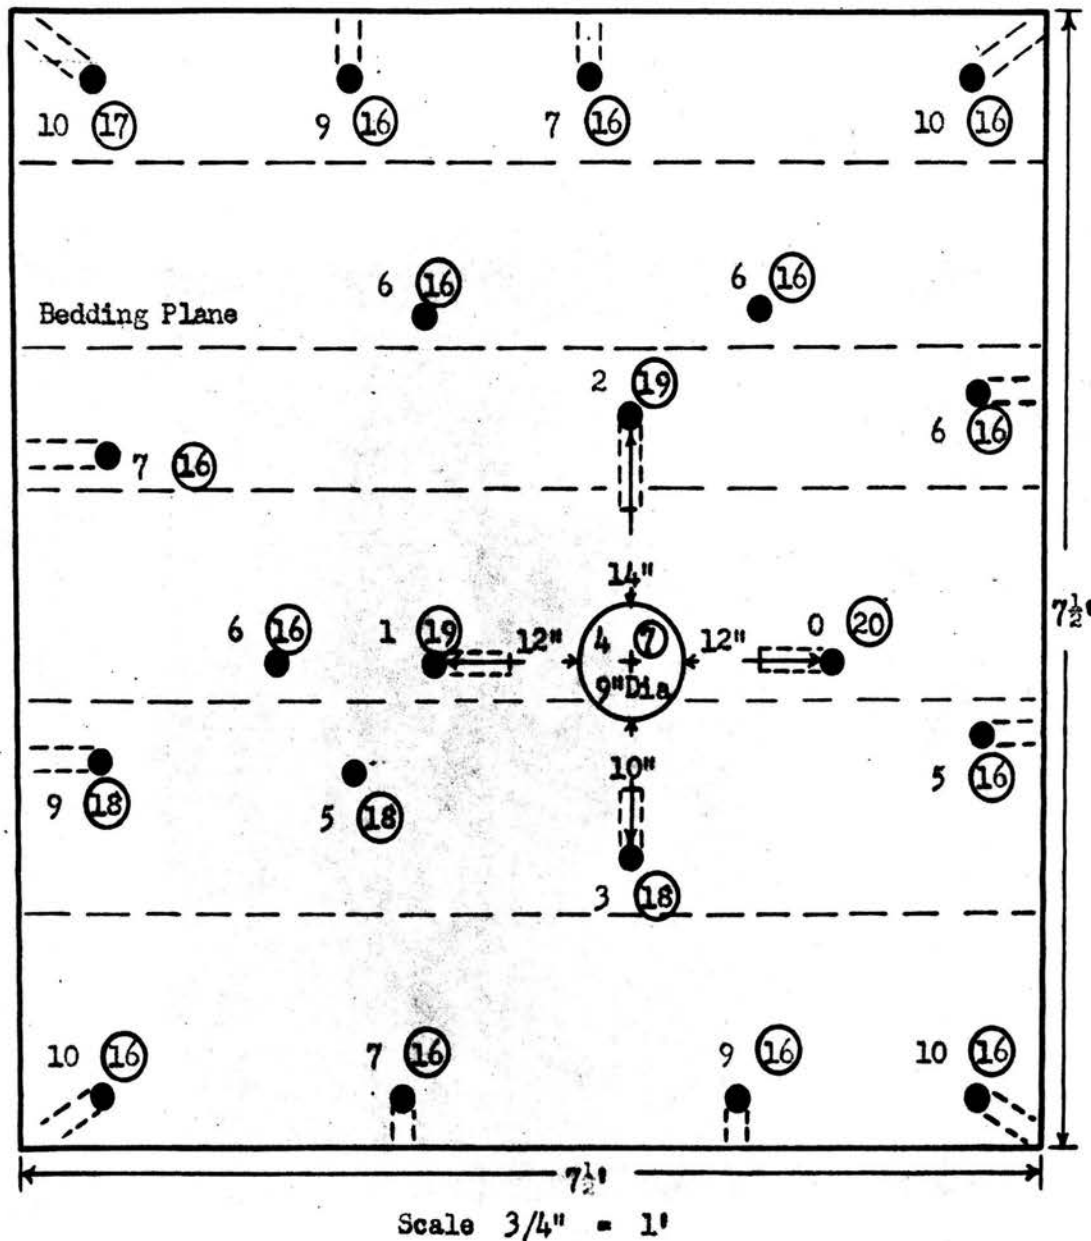 10 17 9 16 7 16 10 16
6 16 6 16
Bedding Plane
2 19
6 16
7 16
14"
6 16 1 19 12" 4 7 12" 0 20
9" Dia
7½'
10"
9 18 5 18 5 16
3 18
10 16 7 16 9 16 10 16
7½'
Scale 3/4" = 1'